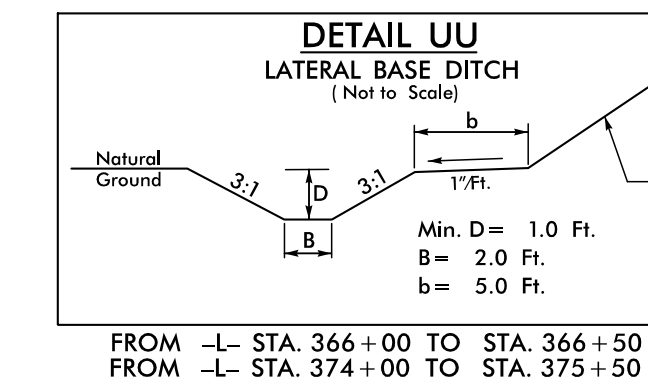 DETAIL UU
LATERAL BASE DITCH
( Not to Scale)
b
Natural
Ground
3:1
D
3:1
1"/Ft.
B
Min. D= 1.0 Ft.
B= 2.0 Ft.
b= 5.0 Ft.
FROM -L- STA. 366+00 TO STA. 366+50
FROM -L- STA. 374+00 TO STA. 375+50